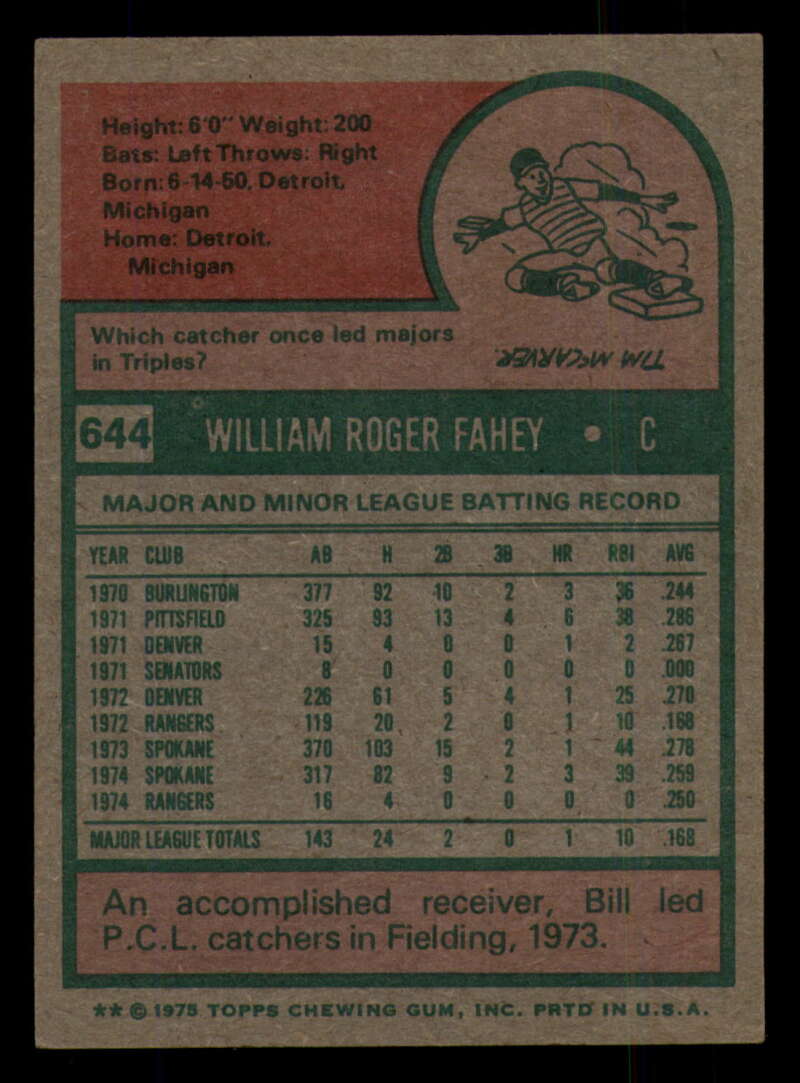 Height: 6'0" Weight: 200
Bats: Left Throws: Right
Born: 6-14-50, Detroit,
Michigan
Home: Detroit,
Michigan
Which catcher once led majors
in Triples?
TIM McCARVER.
644 WILLIAM ROGER FAHEY • C
MAJOR AND MINOR LEAGUE BATTING RECORD
YEAR CLUB AB H 2B 3B HR RBI AVG
1970 BURLINGTON 377 92 10 2 3 36 .244
1971 PITTSFIELD 325 93 13 4 6 38 .286
1971 DENVER 15 4 0 0 1 2 .267
1971 SENATORS 8 0 0 0 0 0 .000
1972 DENVER 226 61 5 4 1 25 .270
1972 RANGERS 119 20 2 0 1 10 .168
1973 SPOKANE 370 103 15 2 1 44 .278
1974 SPOKANE 317 82 9 2 3 39 .259
1974 RANGERS 16 4 0 0 0 0 .250
MAJOR LEAGUE TOTALS 143 24 2 0 1 10 .168
An accomplished receiver, Bill led
P.C.L. catchers in Fielding, 1973.
** © 1975 TOPPS CHEWING GUM, INC. PRTD IN U.S.A.